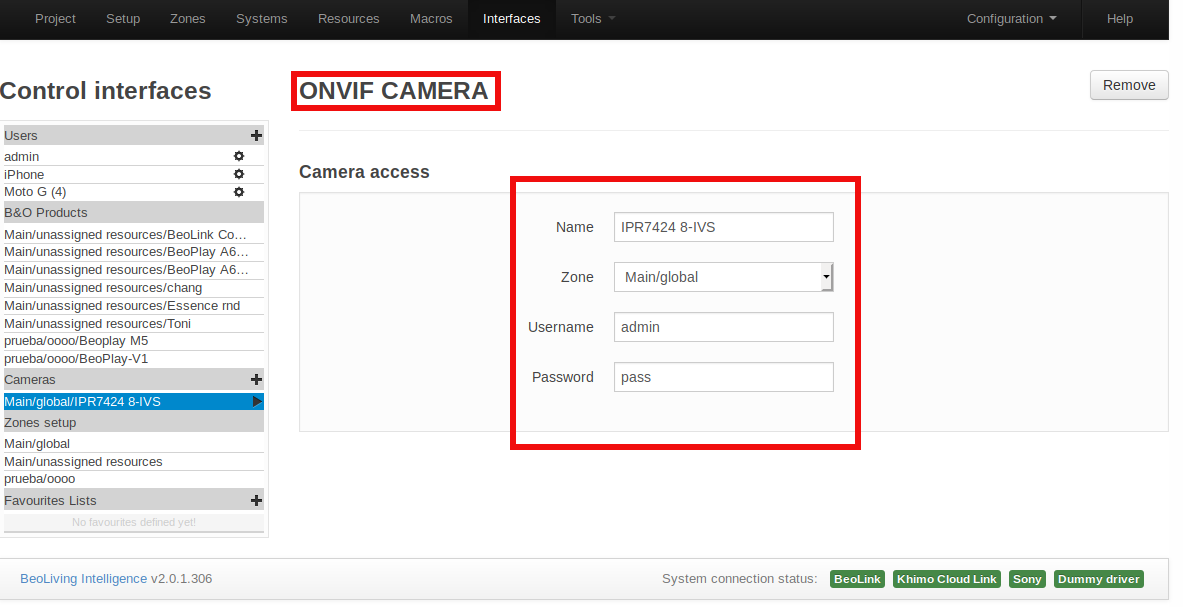 Project Setup Zones Systems Resources Macros Interfaces Tools Configuration Help
Control interfaces
Users
admin
iPhone
Moto G (4)
B&O Products
Main/unassigned resources/BeoLink Co…
Main/unassigned resources/BeoPlay A6…
Main/unassigned resources/BeoPlay A6…
Main/unassigned resources/chang
Main/unassigned resources/Essence rnd
Main/unassigned resources/Toni
prueba/oooo/Beoplay M5
prueba/oooo/BeoPlay-V1
Cameras
Main/global/IPR7424 8-IVS
Zones setup
Main/global
Main/unassigned resources
prueba/oooo
Favourites Lists
No favourites defined yet!
ONVIF CAMERA
Remove
Camera access
Name IPR7424 8-IVS
Zone Main/global
Username admin
Password pass
BeoLiving Intelligence v2.0.1.306 System connection status: BeoLink Khimo Cloud Link Sony Dummy driver